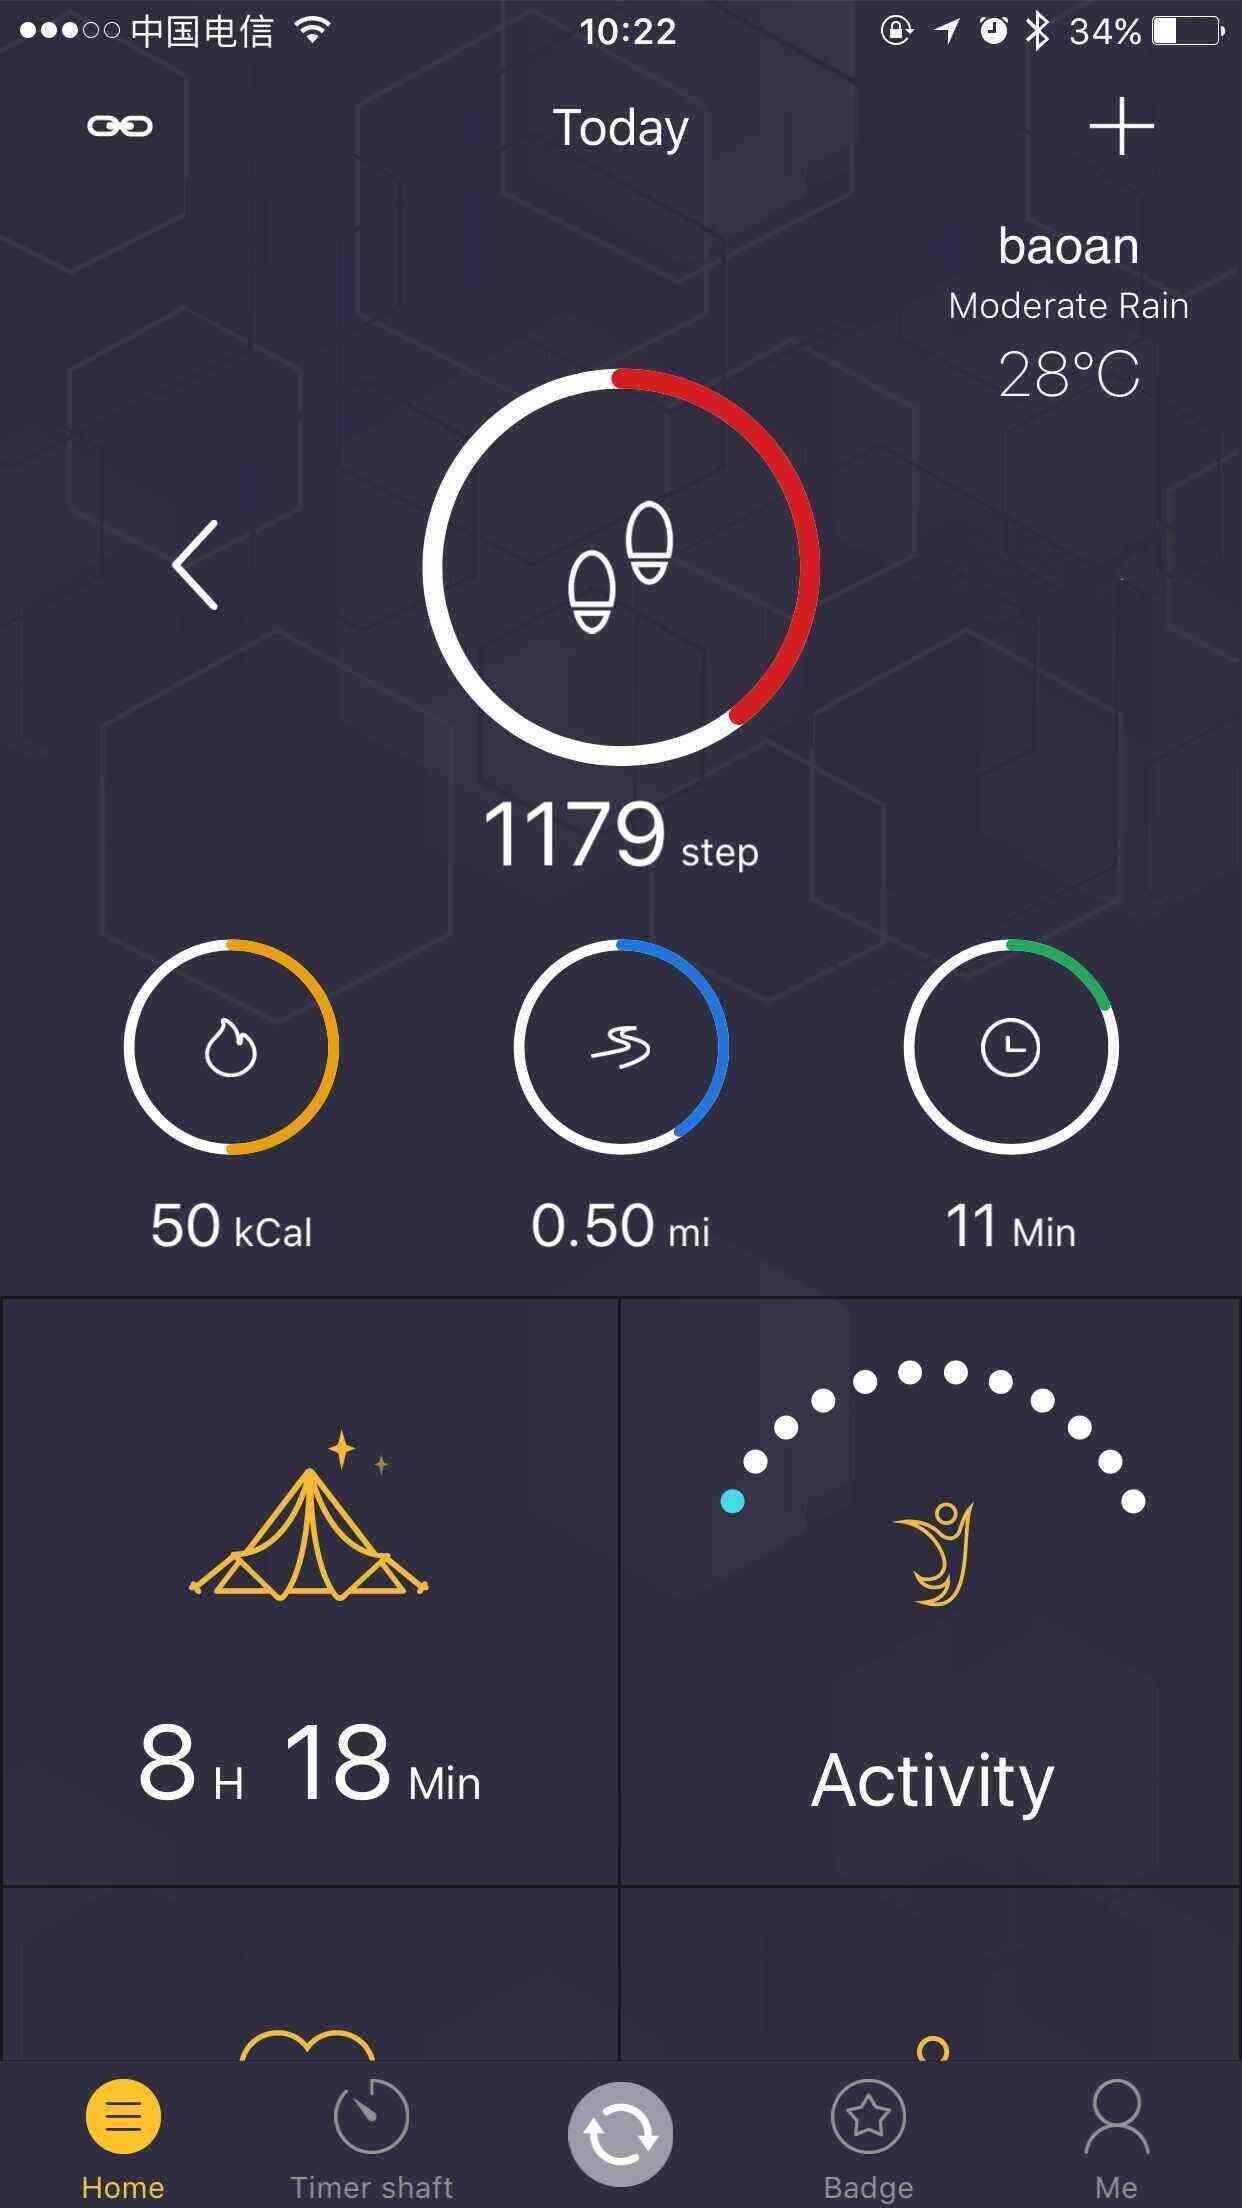 中国电信 10:22 34%
Today
baoan
Moderate Rain
28°C
1179 step
50 kCal 0.50 mi 11 Min
8 H 18 Min Activity
Home Timer shaft Badge Me